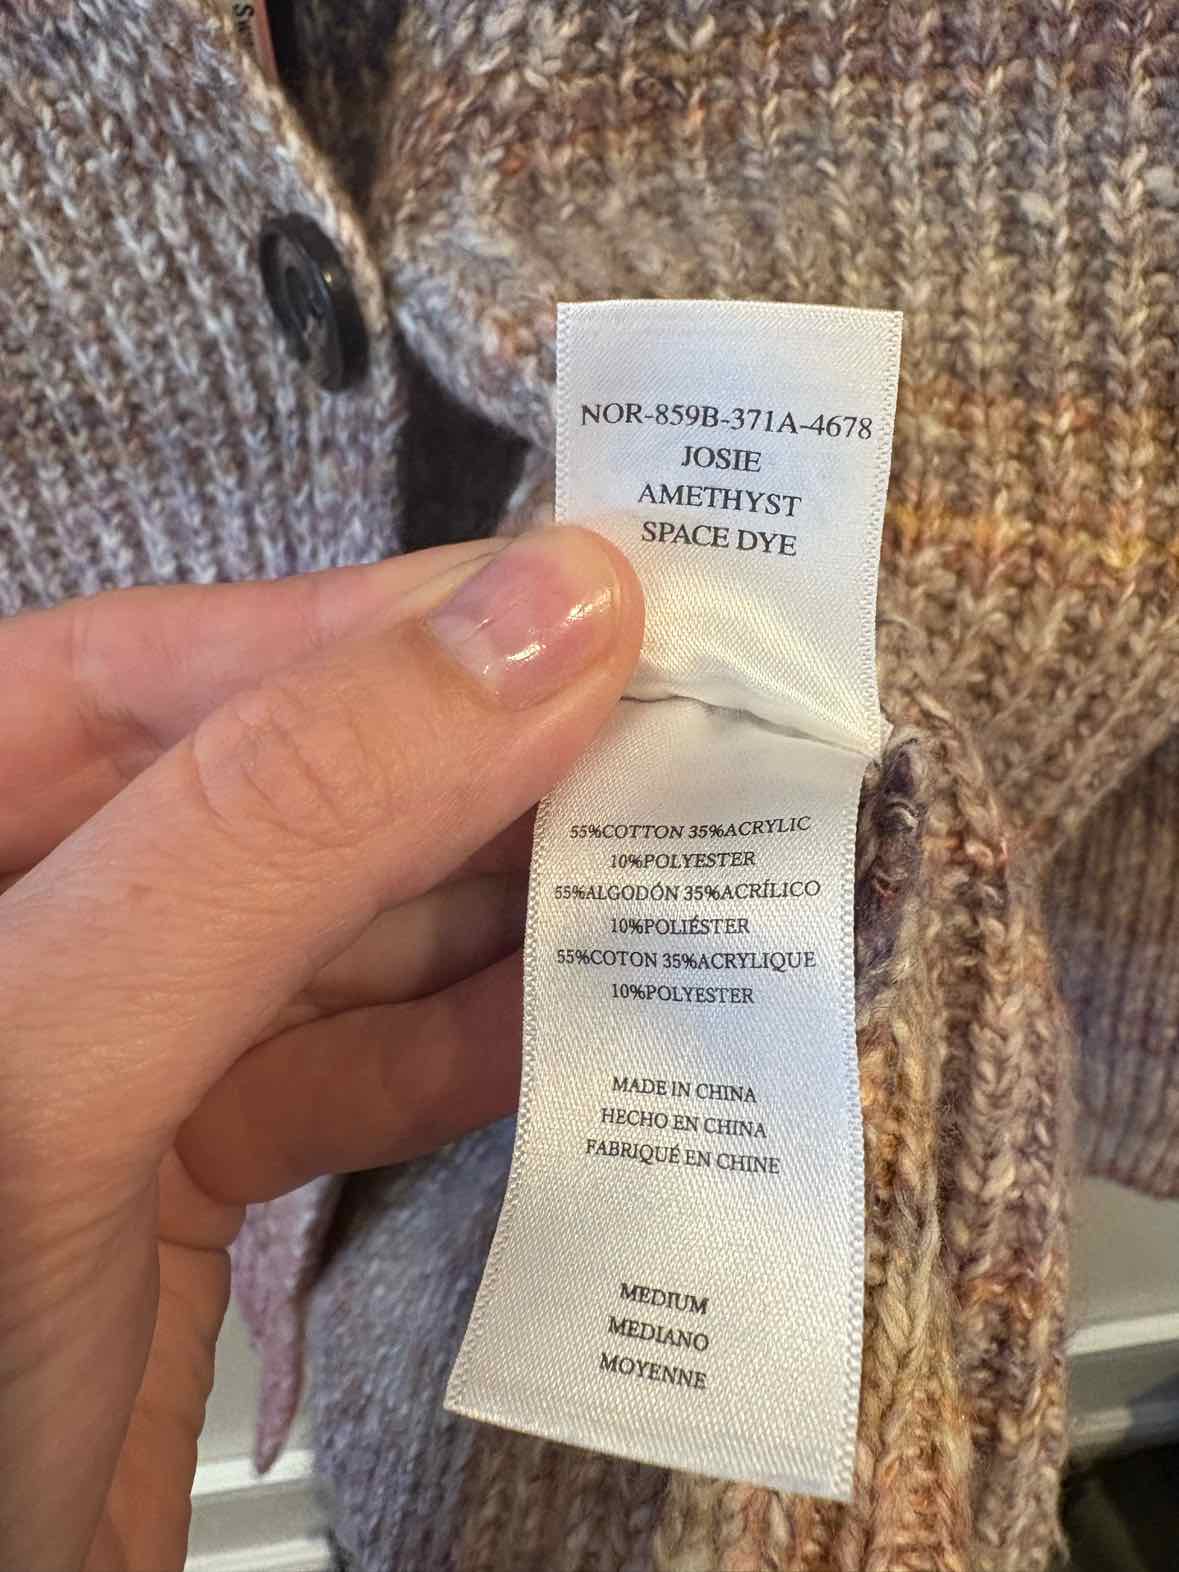 NOR-859B-371A-4678
JOSIE
AMETHYST
SPACE DYE
55%COTTON 35%ACRYLIC
10%POLYESTER
55%ALGODÓN 35%ACRÍLICO
10%POLIÉSTER
55%COTON 35%ACRYLIQUE
10%POLYESTER
MADE IN CHINA
HECHO EN CHINA
FABRIQUÉ EN CHINE
MEDIUM
MEDIANO
MOYENNE